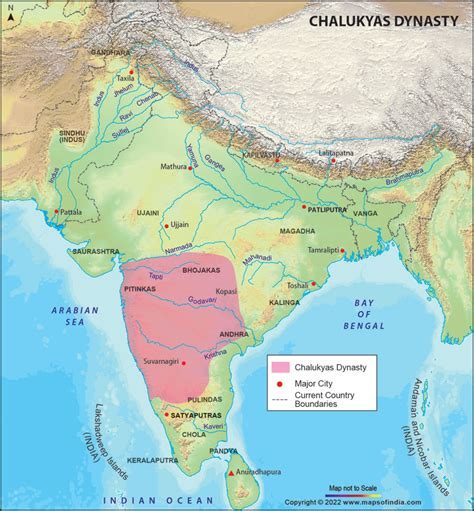 CHALUKYAS DYNASTY
N
GANDHARA
Taxila
Indus
Jhelum
Chenab
Ravi
Sutlej
SINDHU
(INDUS)
Indus
Yamuna
Ganges
Mathura
KAPILVASTU
Lalitapatna
Brahmaputra
Pattala
UJAINI
Ujjain
PATLIPUTRA
VANGA
MAGADHA
SAURASHTRA
Narmada
Mahanadi
Tamralipti
Tapti
BHOJAKAS
Toshali
PITINKAS
Kopasi
KALINGA
Godavari
ARABIAN
SEA
BAY
OF
BENGAL
ANDHRA
Krishna
Suvarnagiri
Chalukyas Dynasty
Major City
Current Country
Boundaries
PULINDAS
SATYAPUTRAS
Kaveri
CHOLA
KERALAPUTRA
PANDYA
Anuradhapura
Lakshadweep Islands
(INDIA)
Andaman and Nicobar Islands
(INDIA)
INDIAN OCEAN
Map not to Scale
Copyright © 2022 www.mapsofindia.com